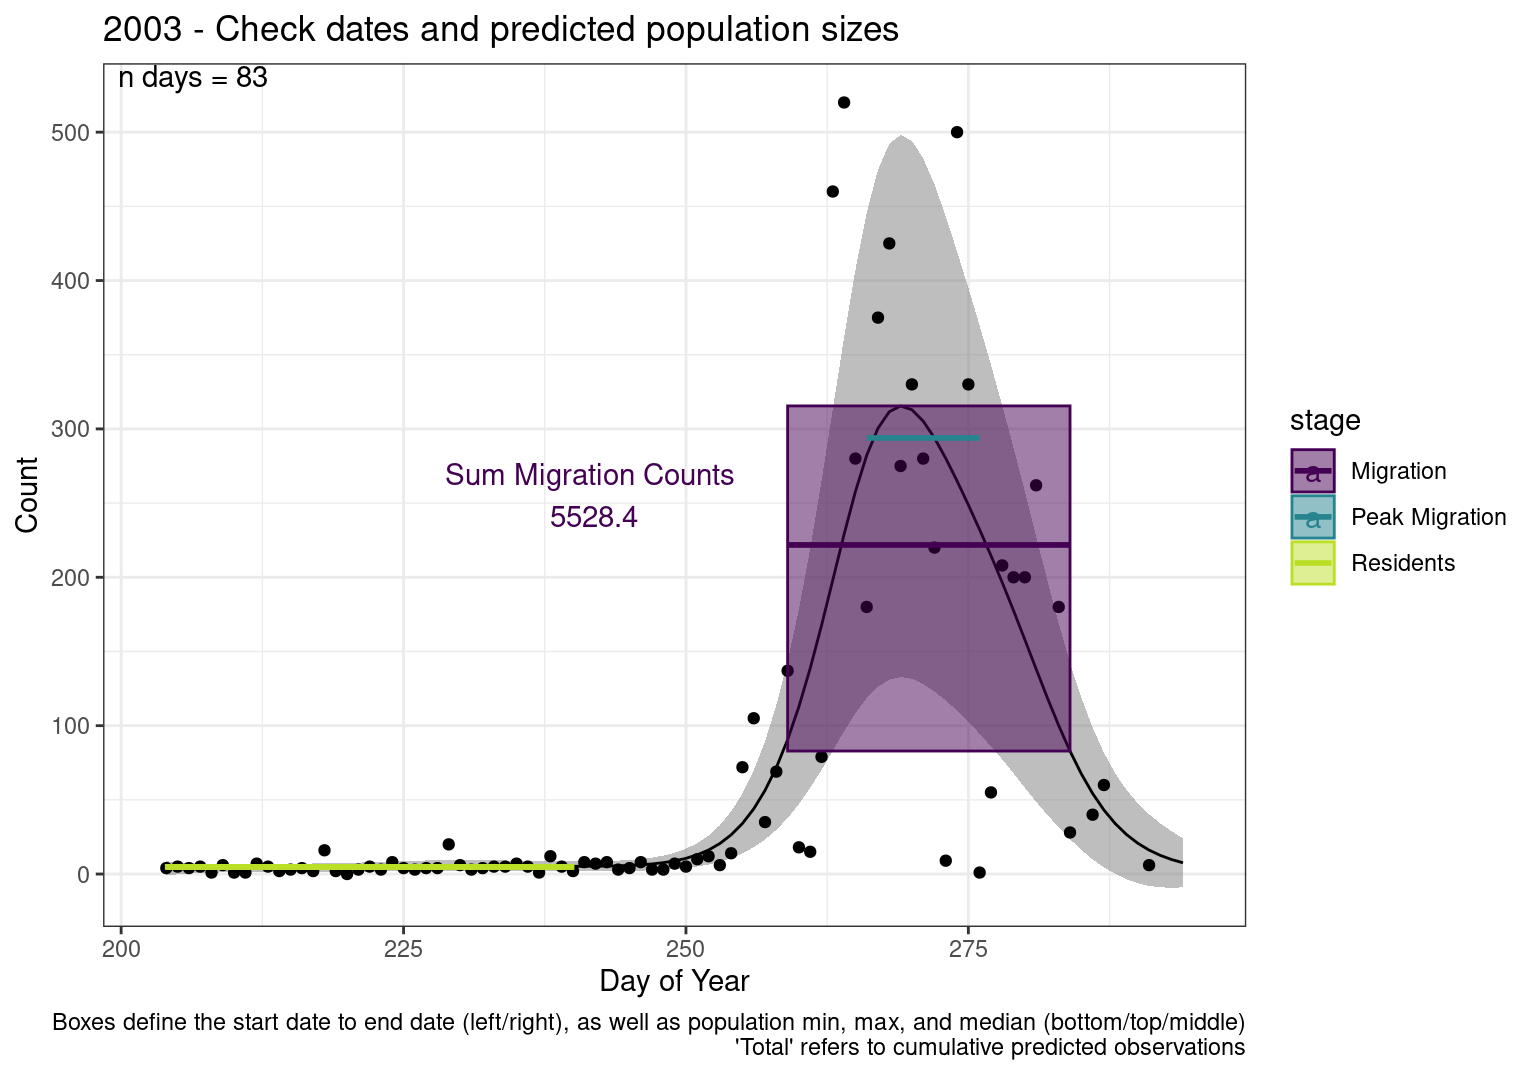 2003 - Check dates and predicted population sizes
n days = 83
500
400
300
200
100
0
Count
Sum Migration Counts
5528.4
200
225
250
275
Day of Year
stage
a Migration
a Peak Migration
Residents
Boxes define the start date to end date (left/right), as well as population min, max, and median (bottom/top/middle)
'Total' refers to cumulative predicted observations